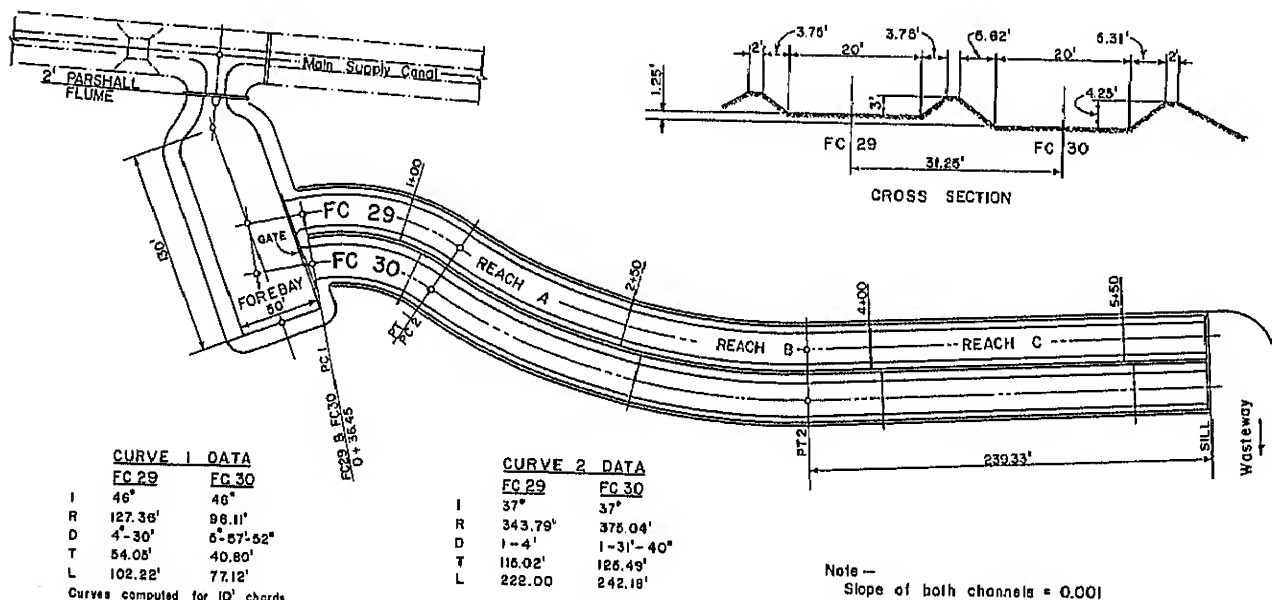 2' PARSHALL
FLUME
Main Supply Canal
130'
GATE
FOREBAY
50'
PC 1
FC29 & FC30
0+36.45
FC 29
FC 30
1+00
PT 1
PC 2
REACH A
2+50
REACH B
PT 2
4+00
REACH C
5+50
SILL
Wasteway
239.33'
2'
3.75'
20'
3.75'
5.62'
20'
5.31'
2'
1.25'
3'
4.25'
FC 29
FC 30
31.25'
CROSS SECTION
CURVE 1 DATA
FC 29 FC 30
I 46° 46°
R 127.36' 96.11'
D 4°-30' 5°-57'-52"
T 54.05' 40.80'
L 102.22' 77.12'
Curves computed for 10' chords
CURVE 2 DATA
FC 29 FC 30
I 37° 37°
R 343.79' 375.04'
D 1-4' 1-31'-40"
T 115.02' 125.49'
L 222.00 242.18'
Note —
Slope of both channels = 0.001